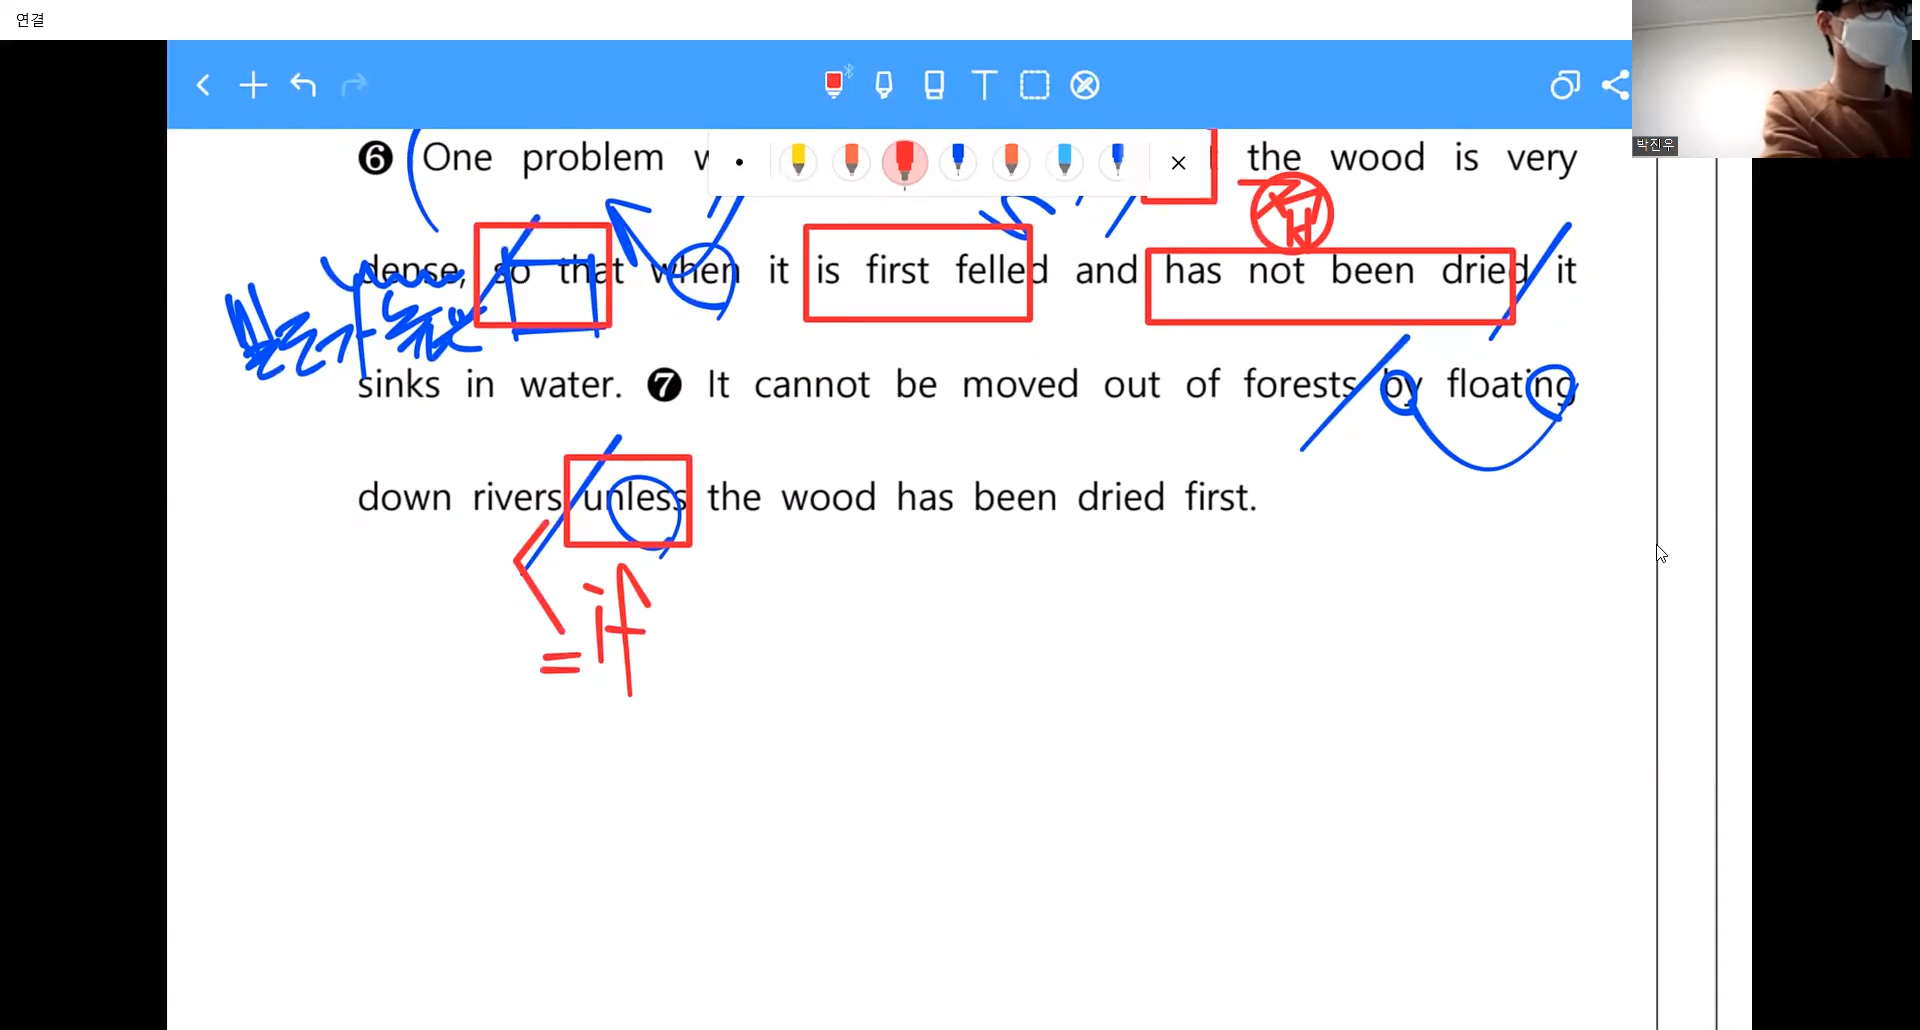 연결
박진우
❻ One problem the wood is very
dense, so that when it is first felled and has not been dried it
sinks in water. ❼ It cannot be moved out of forests by floating
down rivers unless the wood has been dried first.
= if